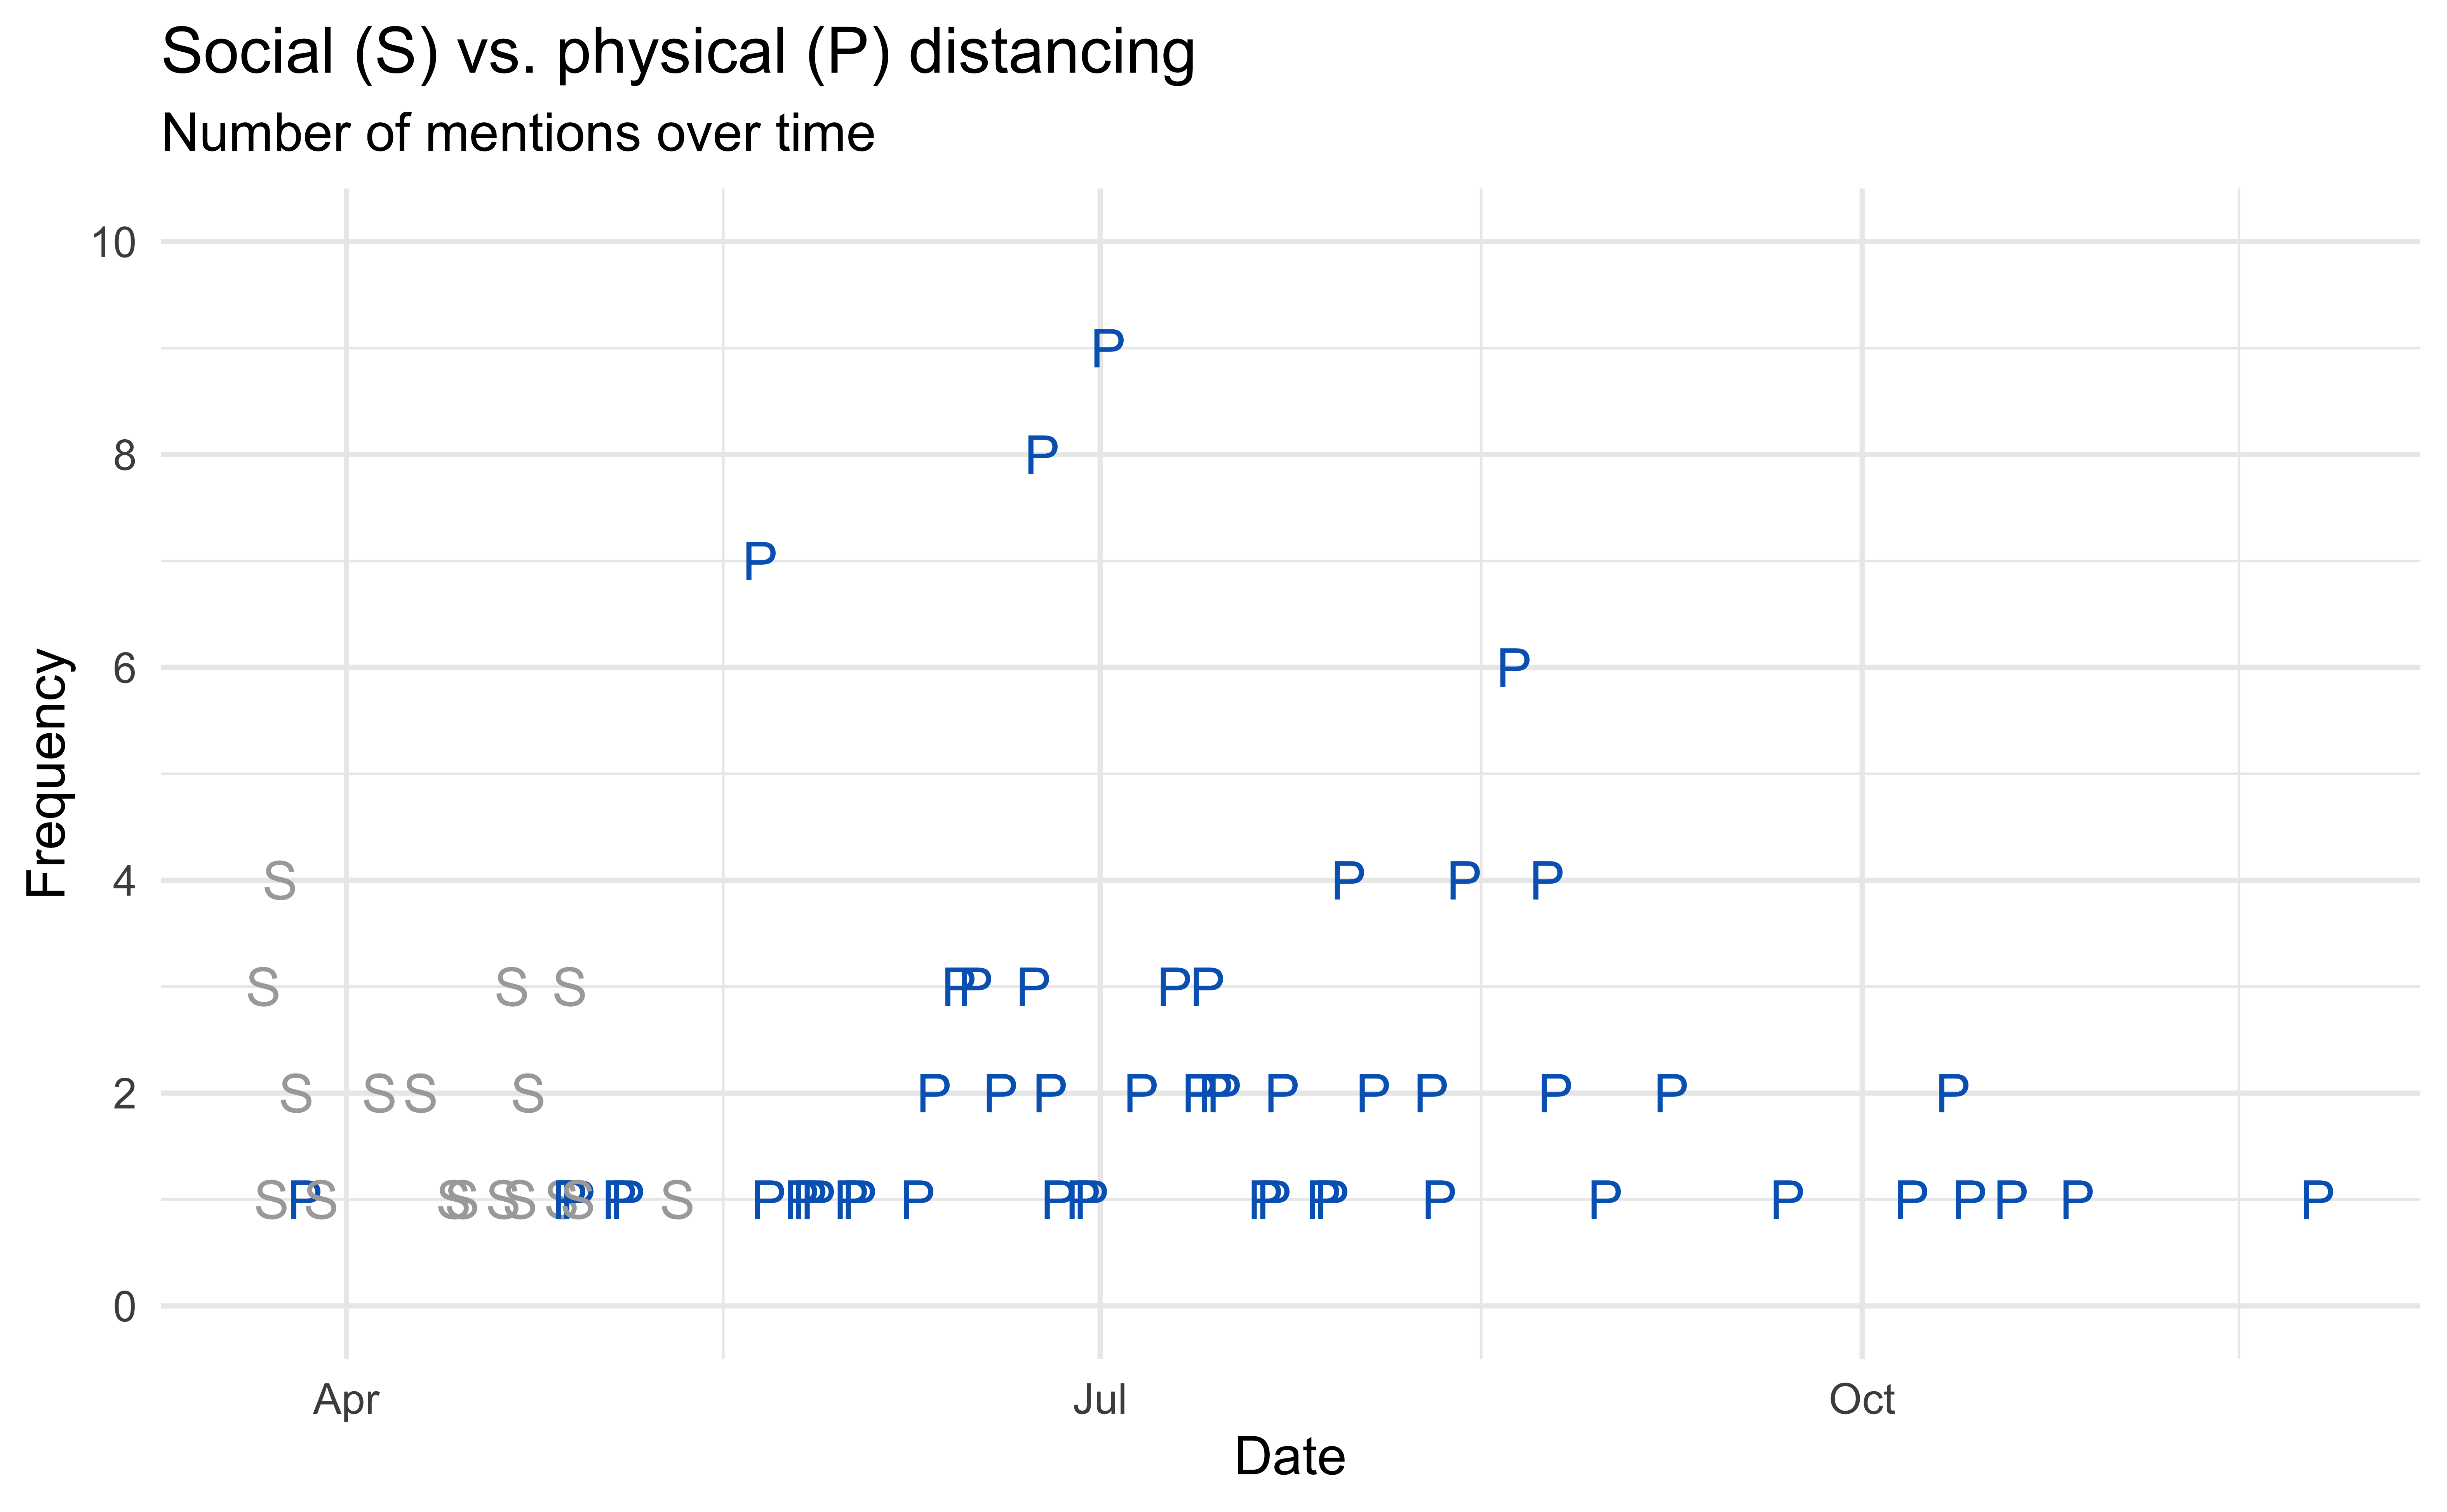 Social (S) vs. physical (P) distancing
Number of mentions over time
10
P
8
P
P
6
P
Frequency
4
S
P P P
S S S P P P P P
2
S S S S P P P P P P P P P P P P P
S P S S S S S S P P S P P S P P P P P P P P P P P P P P P P P P P P P P
0
Apr
Jul
Oct
Date